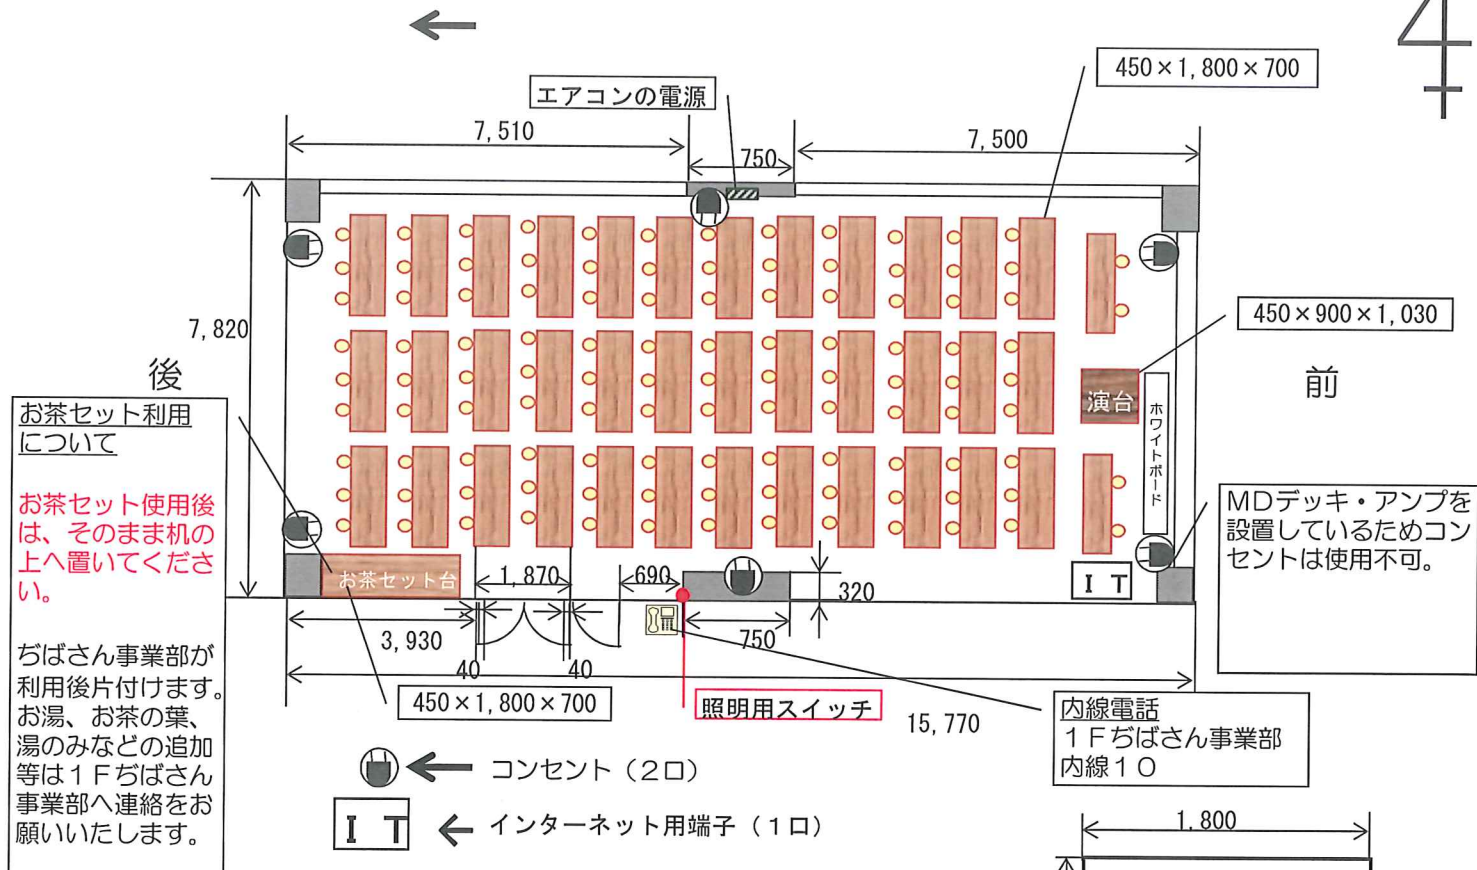 4
450×1,800×700
エアコンの電源
7,510
750
7,500
7,820
450×900×1,030
後
前
演台
ホワイトボード
お茶セット利用
について
お茶セット使用後
は、そのまま机の
上へ置いてくださ
い。
ぢばさん事業部が
利用後片付けます。
お湯、お茶の葉、
湯のみなどの追加
等は1Fぢばさん
事業部へ連絡をお
願いいたします。
MDデッキ・アンプを
設置しているためコン
セントは使用不可。
お茶セット台
1,870
690
320
IT
3,930
750
40
40
450×1,800×700
照明用スイッチ
15,770
内線電話
1Fぢばさん事業部
内線10
コンセント(2口)
IT
インターネット用端子(1口)
1,800